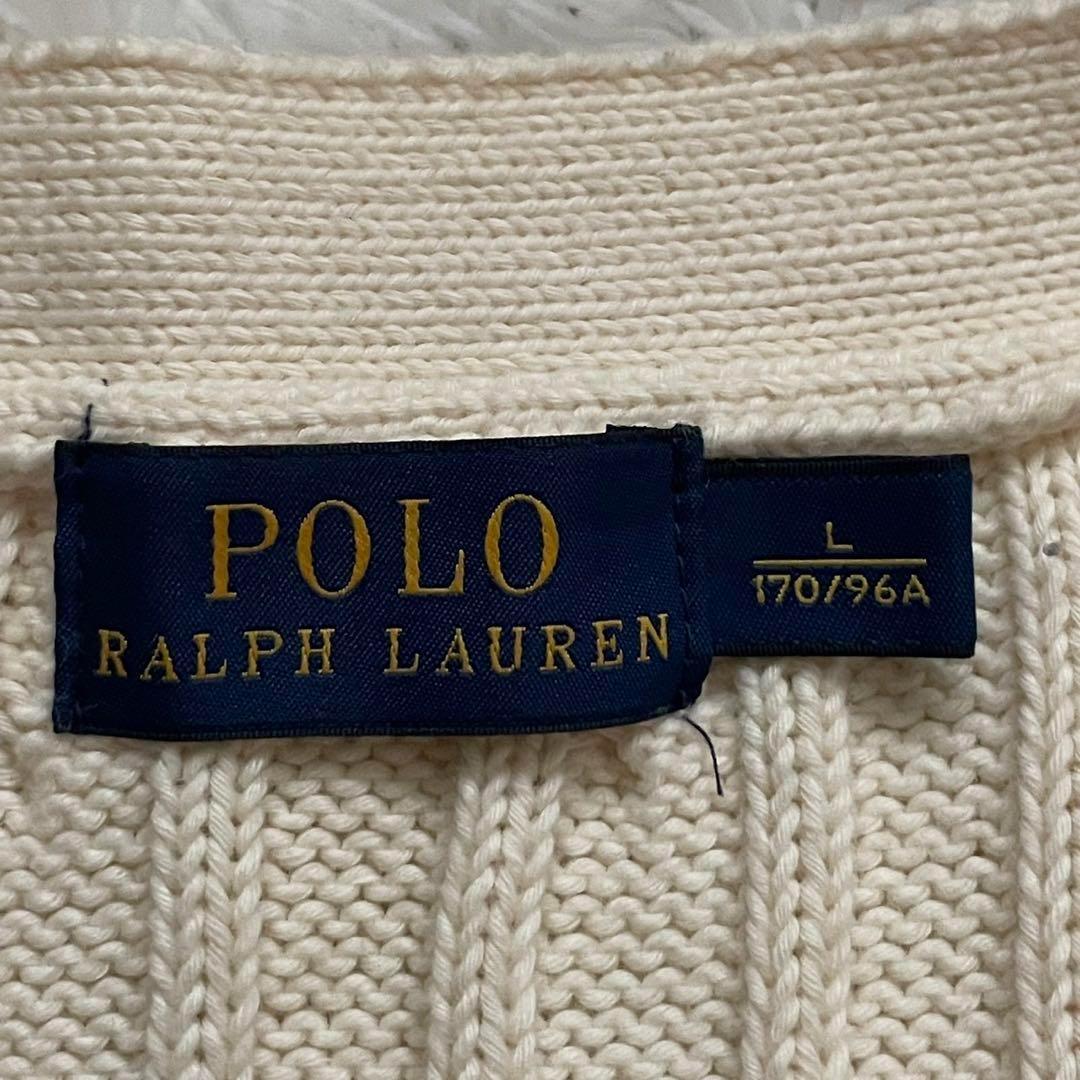 POLO
RALPH LAUREN
L
170/96A